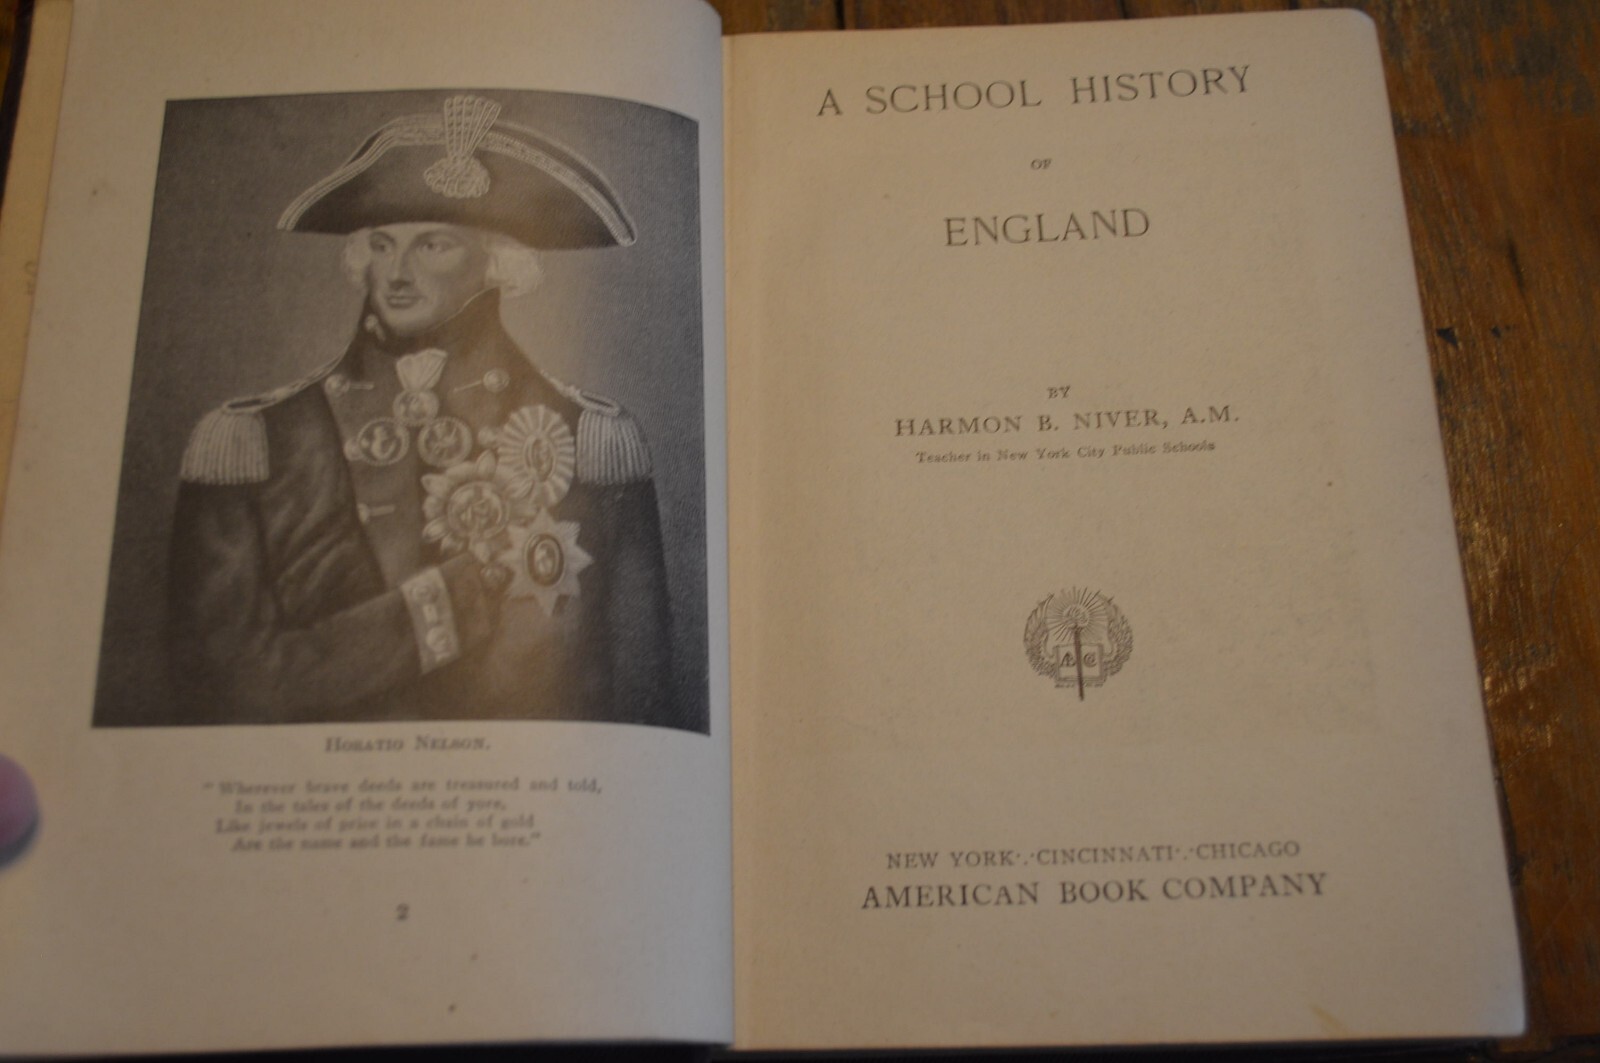 HORATIO NELSON.
"Wherever brave deeds are treasured and told,
In the tales of the deeds of yore,
Like jewels of price in a chain of gold
Are the name and the fame he bore."
2
A SCHOOL HISTORY
OF
ENGLAND
BY
HARMON B. NIVER, A.M.
Teacher in New York City Public Schools
ABC
NEW YORK ∴ CINCINNATI ∴ CHICAGO
AMERICAN BOOK COMPANY